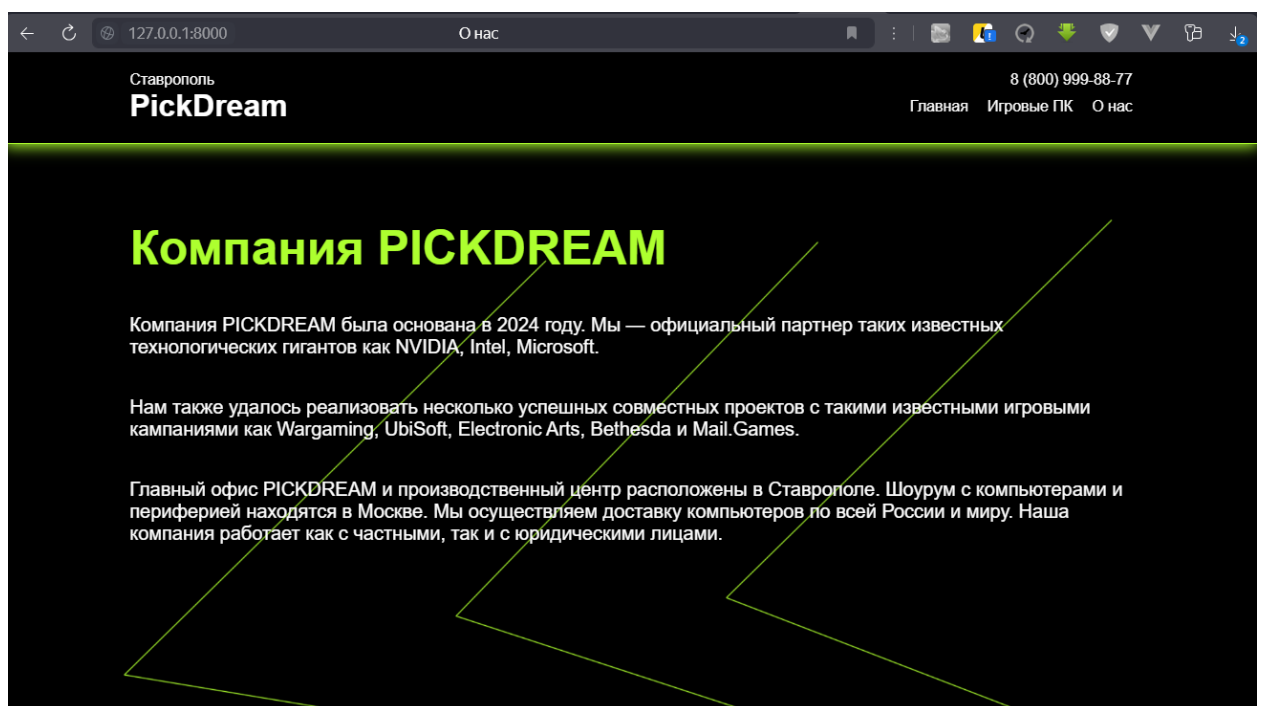 127.0.0.1:8000
О нас
2
Ставрополь
8 (800) 999-88-77
PickDream
Главная Игровые ПК О нас
Компания PICKDREAM
Компания PICKDREAM была основана в 2024 году. Мы — официальный партнер таких известных
технологических гигантов как NVIDIA, Intel, Microsoft.
Нам также удалось реализовать несколько успешных совместных проектов с такими известными игровыми
кампаниями как Wargaming, UbiSoft, Electronic Arts, Bethesda и Mail.Games.
Главный офис PICKDREAM и производственный центр расположены в Ставрополе. Шоурум с компьютерами и
периферией находятся в Москве. Мы осуществляем доставку компьютеров по всей России и миру. Наша
компания работает как с частными, так и с юридическими лицами.